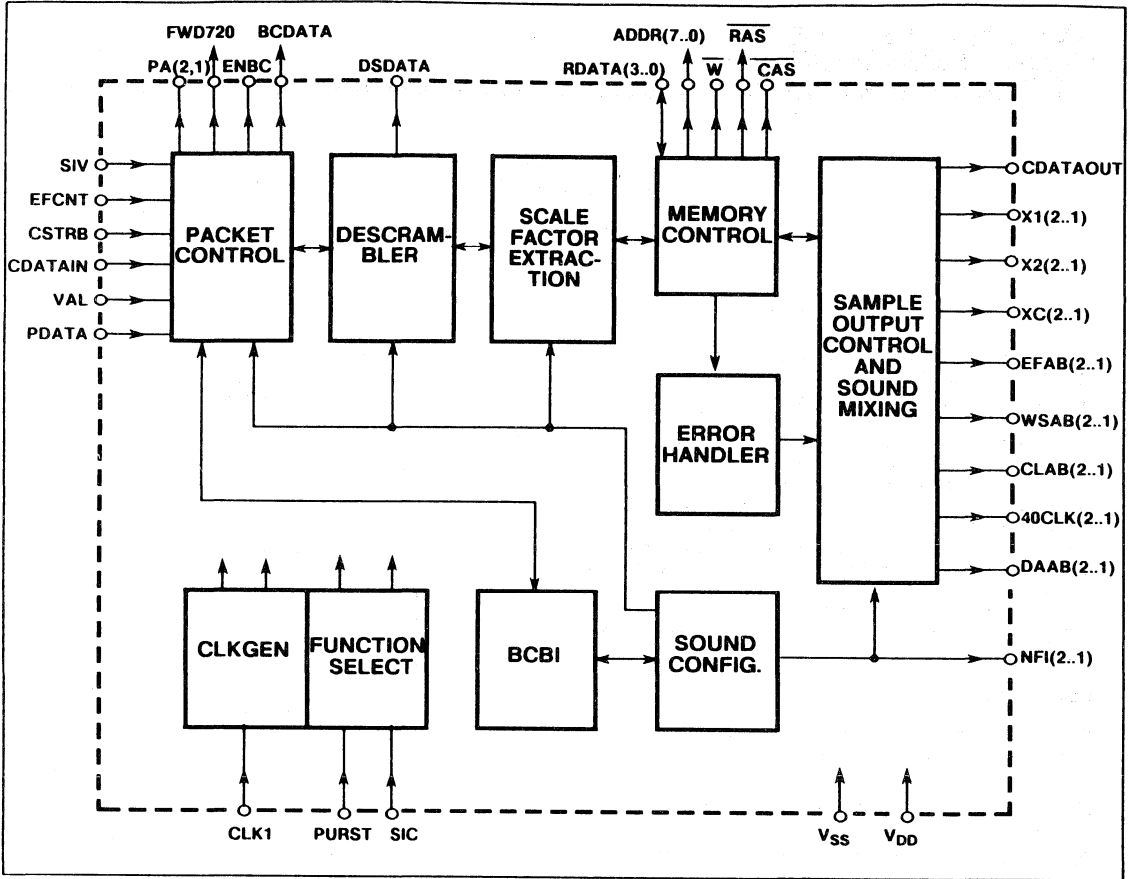 FWD720 BCDATA
PA(2,1) ENBC DSDATA
ADDR(7..0) RAS
RDATA(3..0) W CAS
SIV
EFCNT
CSTRB
CDATAIN
VAL
PDATA
PACKET
CONTROL
DESCRAM-
BLER
SCALE
FACTOR
EXTRAC-
TION
MEMORY
CONTROL
ERROR
HANDLER
SAMPLE
OUTPUT
CONTROL
AND
SOUND
MIXING
CDATAOUT
X1(2..1)
X2(2..1)
XC(2..1)
EFAB(2..1)
WSAB(2..1)
CLAB(2..1)
40CLK(2..1)
DAAB(2..1)
NFI(2..1)
CLKGEN
FUNCTION
SELECT
BCBI
SOUND
CONFIG.
CLK1 PURST SIC
VSS VDD